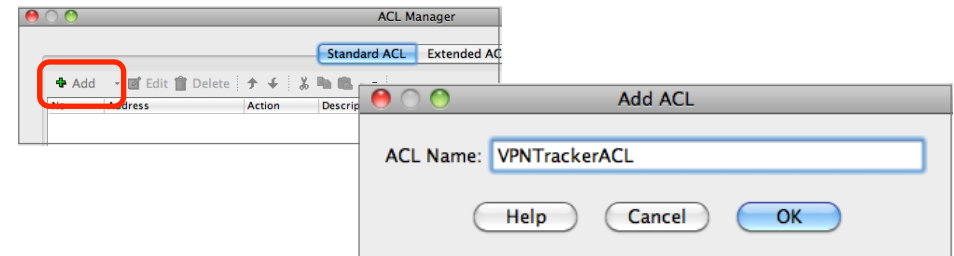 ACL Manager
Standard ACL Extended AC
Add Edit Delete
Address Action Descrip
Add ACL
ACL Name: VPNTrackerACL
Help Cancel OK